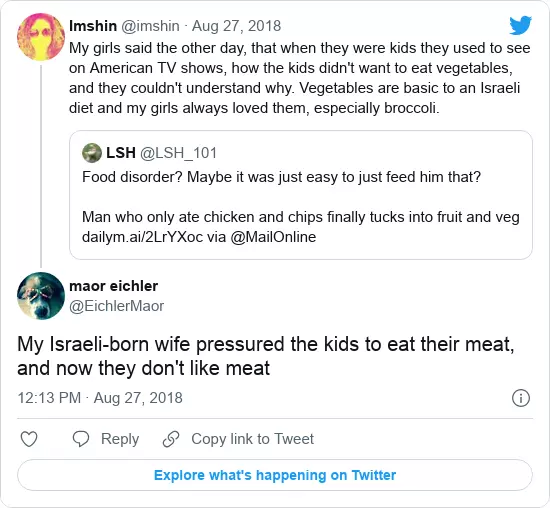 Imshin @imshin · Aug 27, 2018
My girls said the other day, that when they were kids they used to see
on American TV shows, how the kids didn't want to eat vegetables,
and they couldn't understand why. Vegetables are basic to an Israeli
diet and my girls always loved them, especially broccoli.
LSH @LSH_101
Food disorder? Maybe it was just easy to just feed him that?
Man who only ate chicken and chips finally tucks into fruit and veg
dailym.ai/2LrYXoc via @MailOnline
maor eichler
@EichlerMaor
My Israeli-born wife pressured the kids to eat their meat,
and now they don't like meat
12:13 PM · Aug 27, 2018
Reply
Copy link to Tweet
Explore what's happening on Twitter